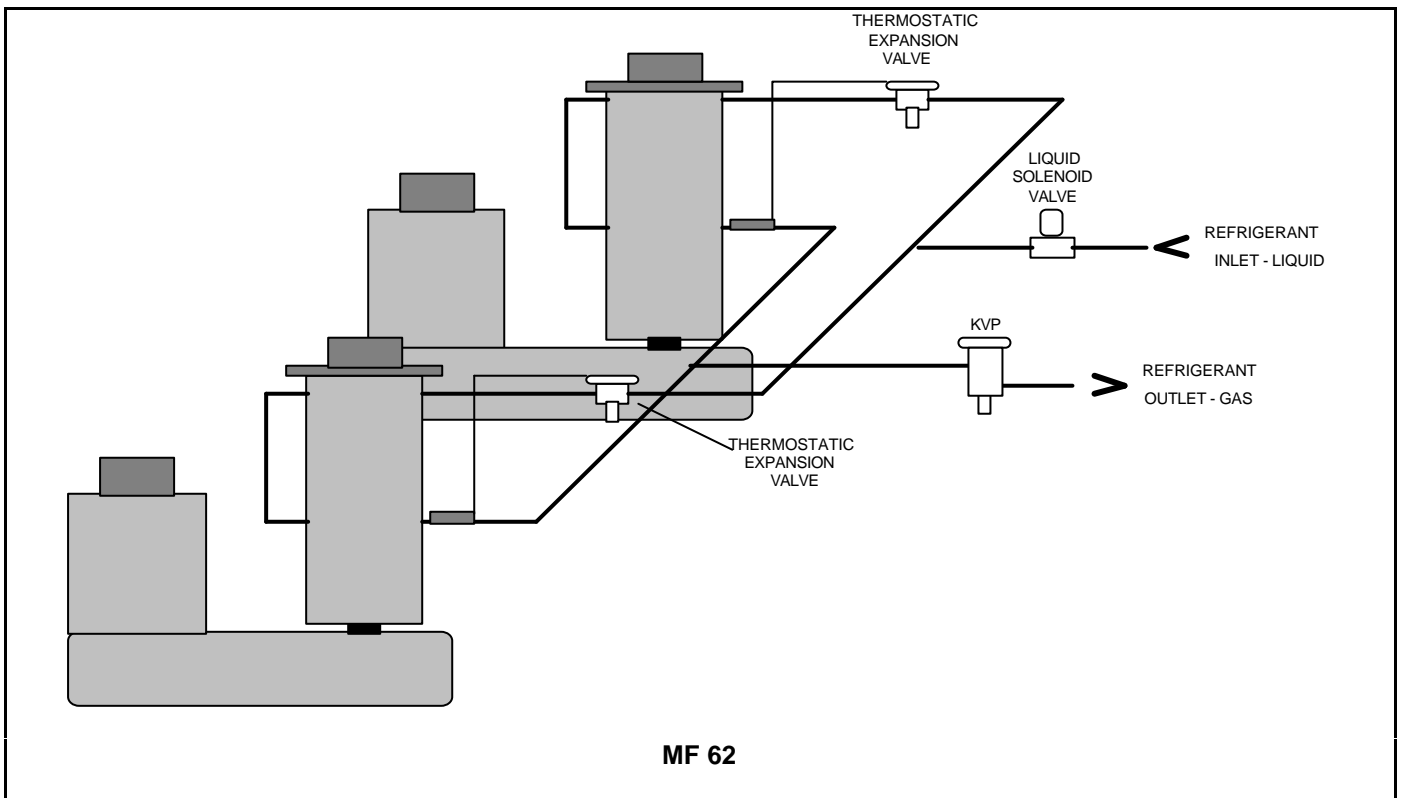 THERMOSTATIC
EXPANSION
VALVE
LIQUID
SOLENOID
VALVE
REFRIGERANT
INLET - LIQUID
KVP
REFRIGERANT
OUTLET - GAS
THERMOSTATIC
EXPANSION
VALVE
MF 62